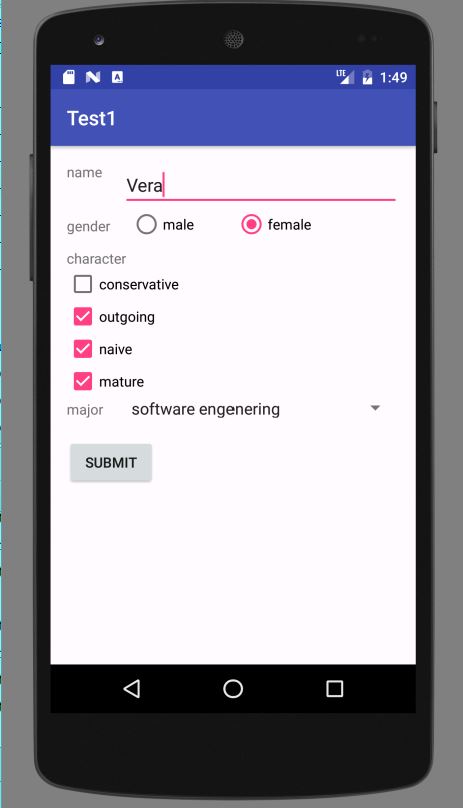 LTE 1:49
Test1
name Vera
gender male female
character
conservative
outgoing
naive
mature
major software engenering
SUBMIT